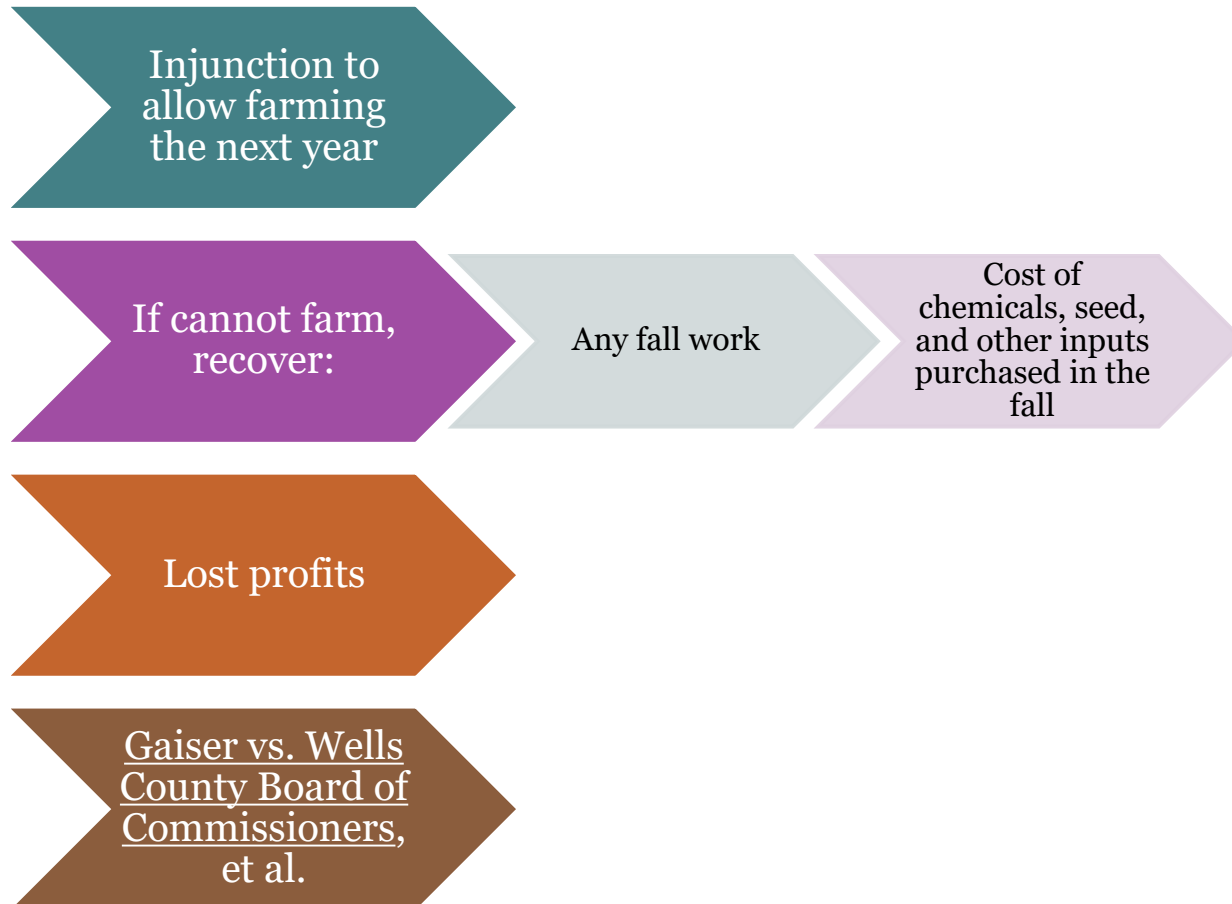 Injunction to
allow farming
the next year
If cannot farm,
recover:
Any fall work
Cost of
chemicals, seed,
and other inputs
purchased in the
fall
Lost profits
Gaiser vs. Wells
County Board of
Commissioners,
et al.